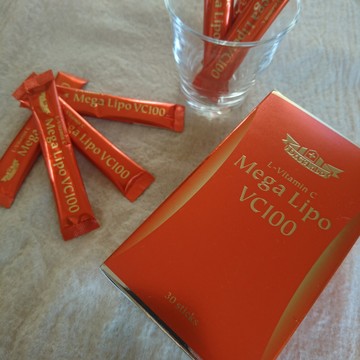 Mega Lipo VC100
Mega Lipo VC100
Mega Lipo VC100
L-Vitamin C
Mega Lipo
VC100
30 sticks